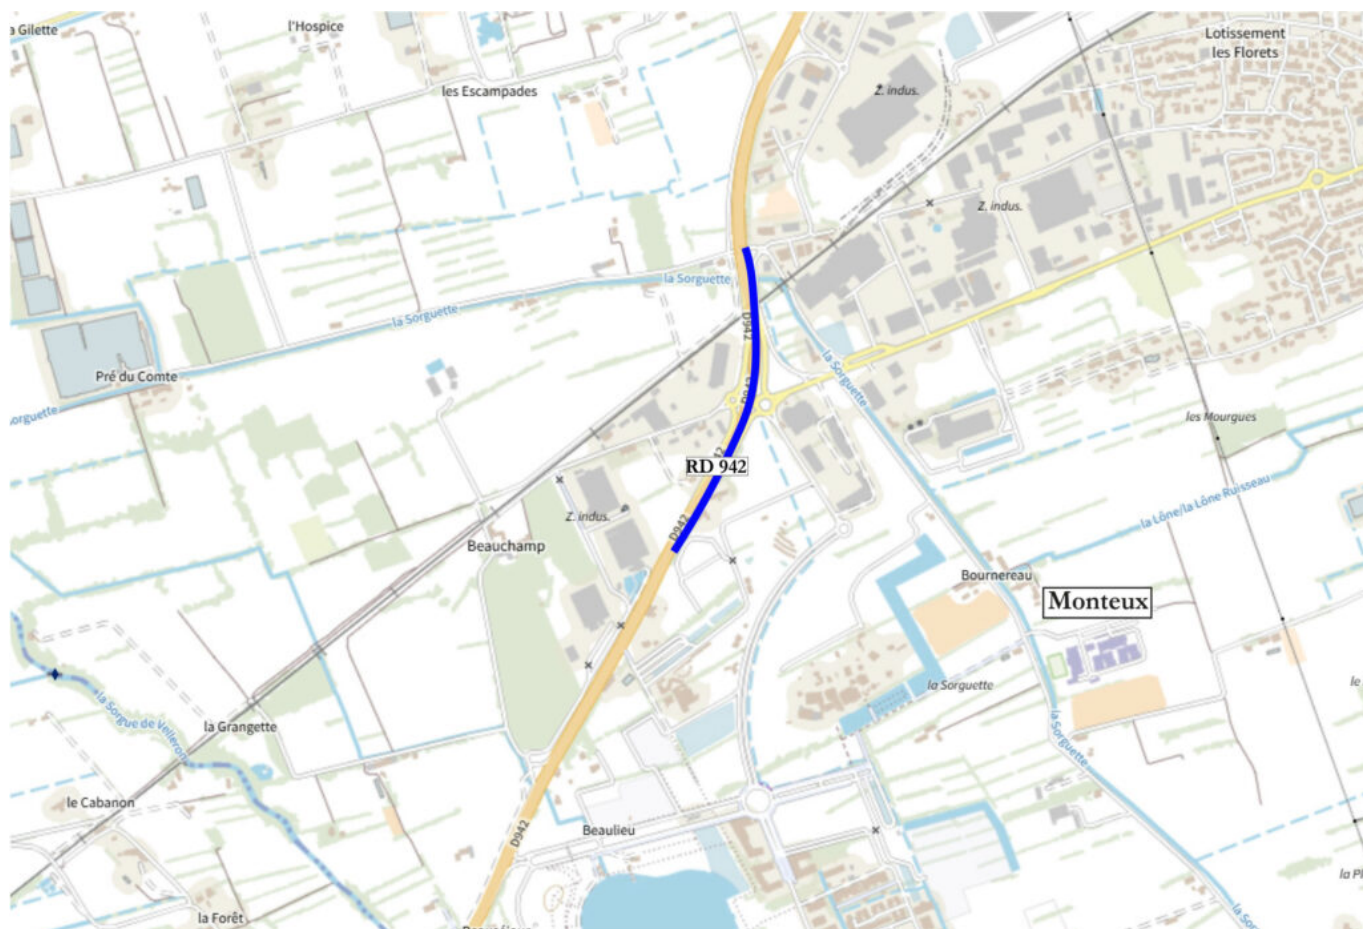 a Gilette
l'Hospice
Lotissement
les Florets
les Escampades
Z. indus.
Z. indus.
la Sorguette
la Sorguette
D942
Pré du Comte
la Sorguette
les Mourgues
RD 942
la Lône/la Lône Ruisseau
Z. indus.
D942
Beauchamp
Bournereau
Monteux
la Sorguette
la Sorgue de Velleron
la Grangette
la Sorguette
le Cabanon
D942
Beaulieu
la Forêt